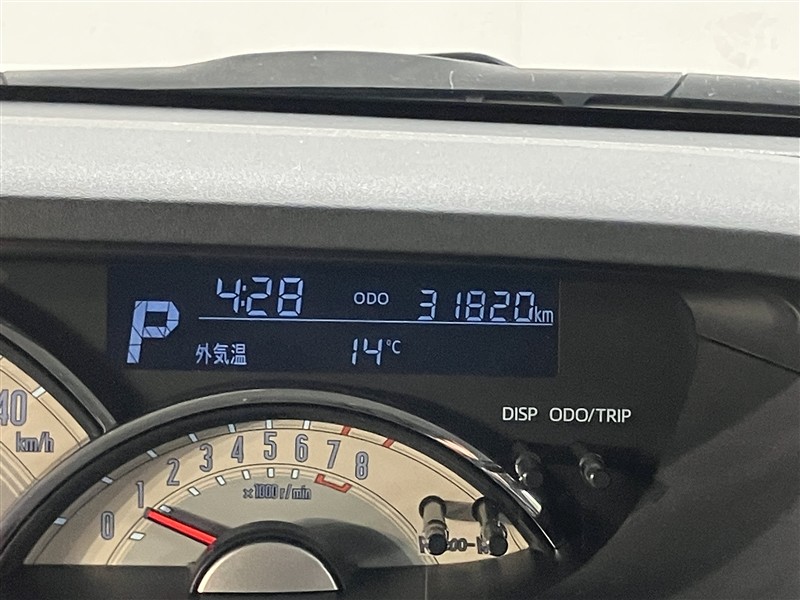 4:28 ODO 31820km
P
外気温 14°C
DISP ODO/TRIP
40
km/h
0 1 2 3 4 5 6 7 8
×1000 r/min